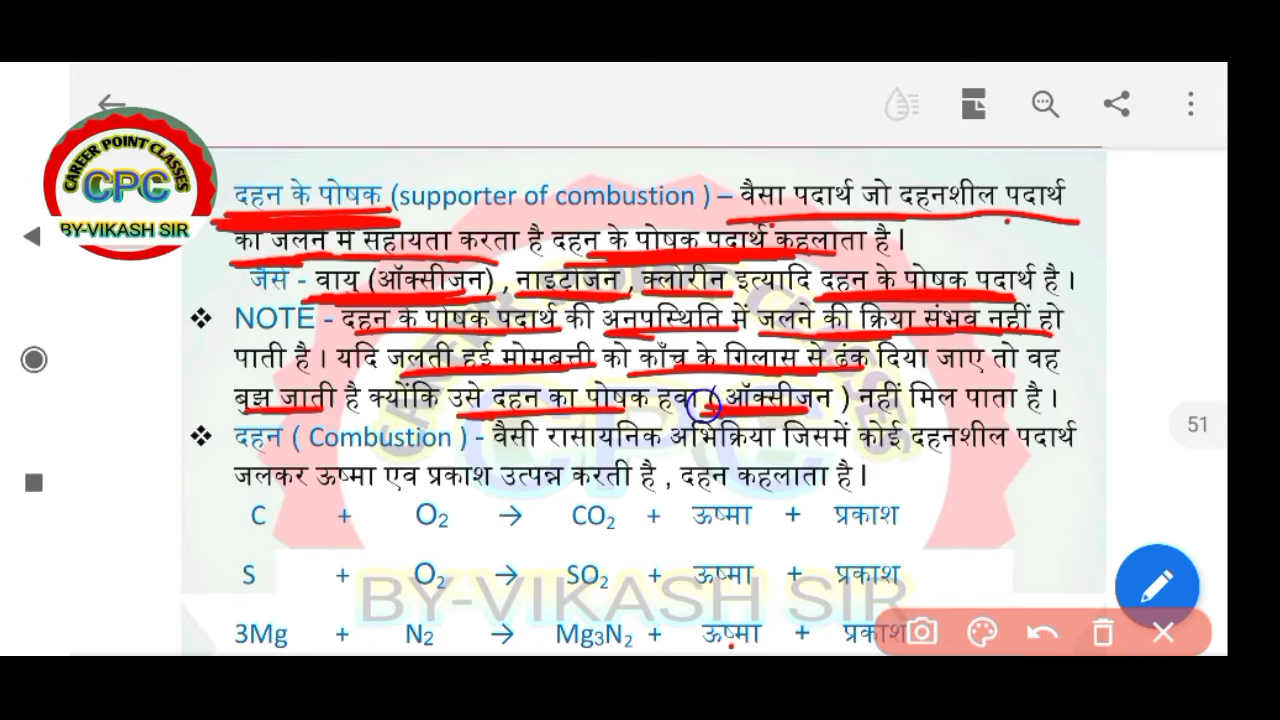 CAREER POINT CLASSES
CPC
BY-VIKASH SIR
दहन के पोषक (supporter of combustion ) – वैसा पदार्थ जो दहनशील पदार्थ
को जलने में सहायता करता है दहन के पोषक पदार्थ कहलाता है।
जैसे - वायु (ऑक्सीजन) , नाइट्रोजन, क्लोरीन इत्यादि दहन के पोषक पदार्थ है।
❖ NOTE - दहन के पोषक पदार्थ की अनुपस्थिति में जलने की क्रिया संभव नहीं हो
पाती है। यदि जलती हुई मोमबत्ती को काँच के गिलास से ढंक दिया जाए तो वह
बुझ जाती है क्योंकि उसे दहन का पोषक हवा ( ऑक्सीजन ) नहीं मिल पाता है।
❖ दहन ( Combustion ) - वैसी रासायनिक अभिक्रिया जिसमें कोई दहनशील पदार्थ
जलकर ऊष्मा एव प्रकाश उत्पन्न करती है , दहन कहलाता है।
C + O₂ → CO₂ + ऊष्मा + प्रकाश
S + O₂ → SO₂ + ऊष्मा + प्रकाश
BY-VIKASH SIR
3Mg + N₂ → Mg₃N₂ + ऊष्मा + प्रकाश
51